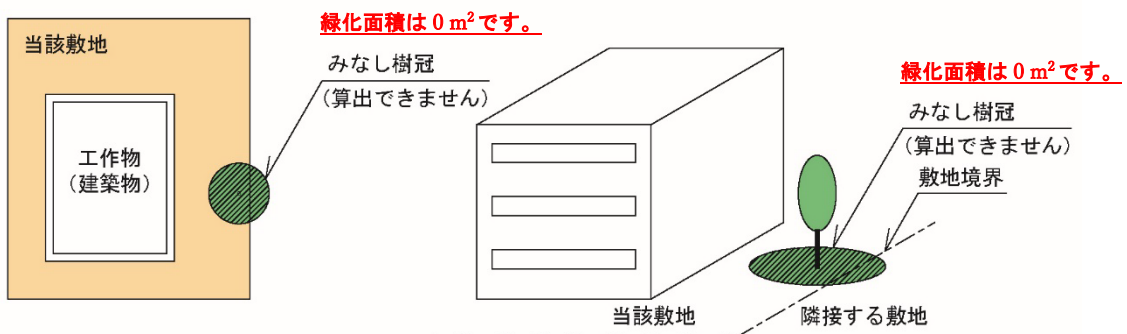 緑化面積は0m²です。
当該敷地
みなし樹冠
(算出できません)
工作物
(建築物)
緑化面積は0m²です。
みなし樹冠
(算出できません)
敷地境界
当該敷地
隣接する敷地